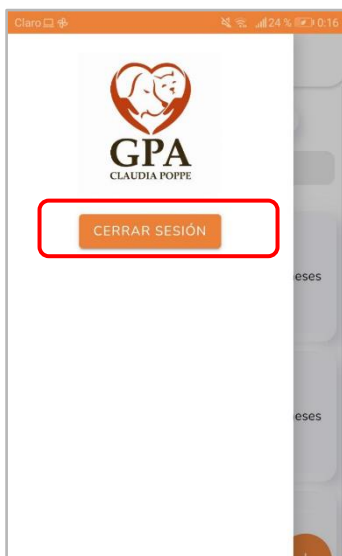 Claro 24 % 0:16
GPA
CLAUDIA POPPE
CERRAR SESIÓN
eses
eses